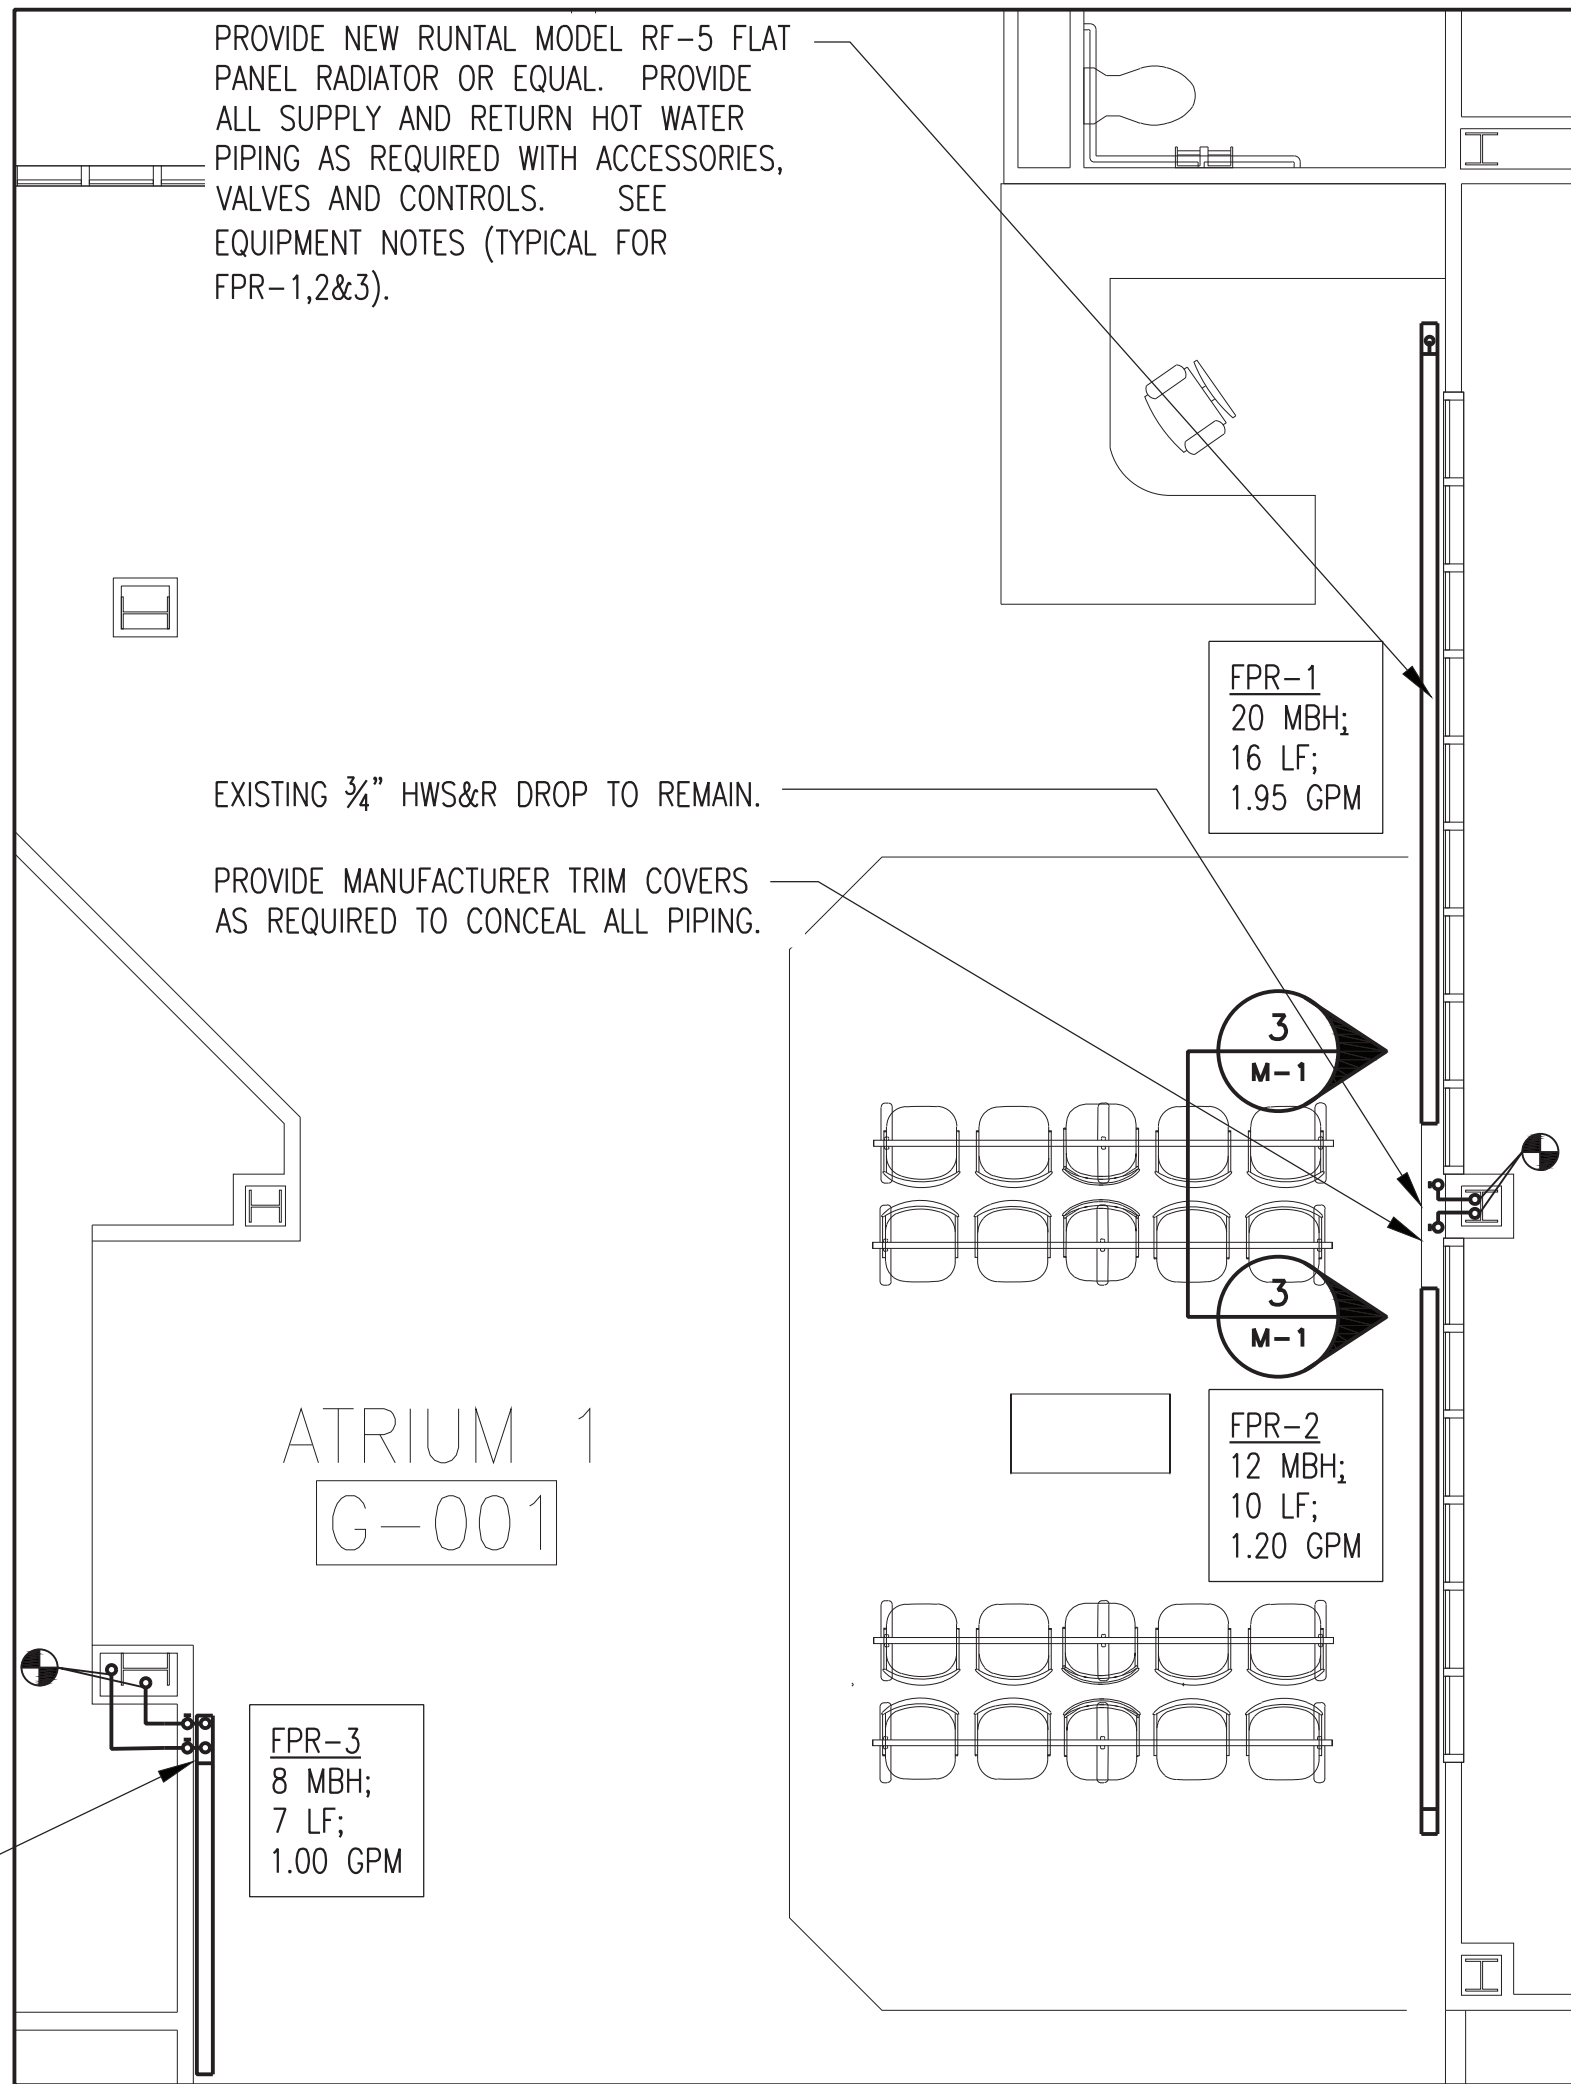 PROVIDE NEW RUNTAL MODEL RF-5 FLAT
PANEL RADIATOR OR EQUAL. PROVIDE
ALL SUPPLY AND RETURN HOT WATER
PIPING AS REQUIRED WITH ACCESSORIES,
VALVES AND CONTROLS. SEE
EQUIPMENT NOTES (TYPICAL FOR
FPR-1,2&3).
FPR-1
20 MBH;
16 LF;
1.95 GPM
EXISTING ¾" HWS&R DROP TO REMAIN.
PROVIDE MANUFACTURER TRIM COVERS
AS REQUIRED TO CONCEAL ALL PIPING.
3
M-1
3
M-1
ATRIUM 1
G-001
FPR-2
12 MBH;
10 LF;
1.20 GPM
FPR-3
8 MBH;
7 LF;
1.00 GPM